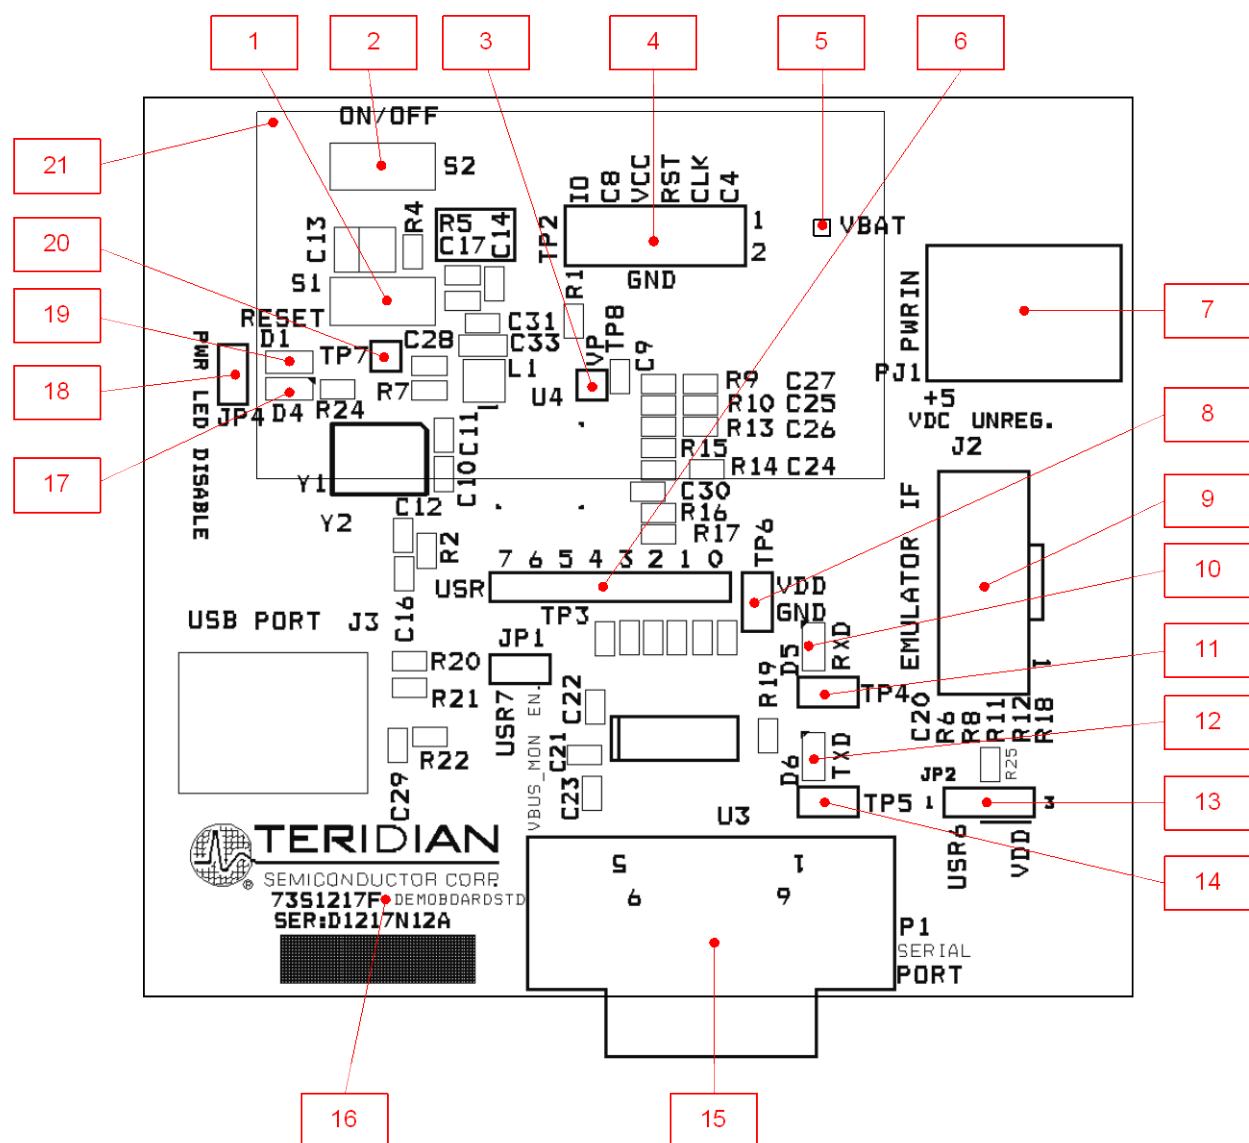 1 2 3 4 5 6
ON/OFF
21
S2
IO C8 VCC RST CLK C4
TP2
1
2
GND
VBAT
20
C13
R4
R5
C17
C14
S1
RESET
R1
PWRIN
7
19
D1
TP7
C28
C31
C33
L1
VP
TP8
C9
PJ1
+5
VDC UNREG.
18
PWR LED DISABLE
JP4
D4
R24
R7
U4
R9 C27
R10 C25
R13 C26
R15
R14 C24
C30
R16
R17
8
17
Y1
Y2
C11
C10
C12
R2
C16
J2
EMULATOR IF
1
9
10
7 6 5 4 3 2 1 0
USR
TP3
TP6
VDD
GND
USB PORT J3
R20
R21
R22
C29
JP1
USR7
VBUS_MON EN.
C22
C21
C23
R19
D5
RXD
TP4
11
D6
TXD
TP5
12
C20
R6
R8
R11
R12
R18
R25
JP2
1 3
USR6
VDD
13
14
U3
TERIDIAN
®
SEMICONDUCTOR CORP.
73S1217F DEMOBOARDSTD
SER:D1217N12A
5 1
9 6
P1
SERIAL
PORT
16
15